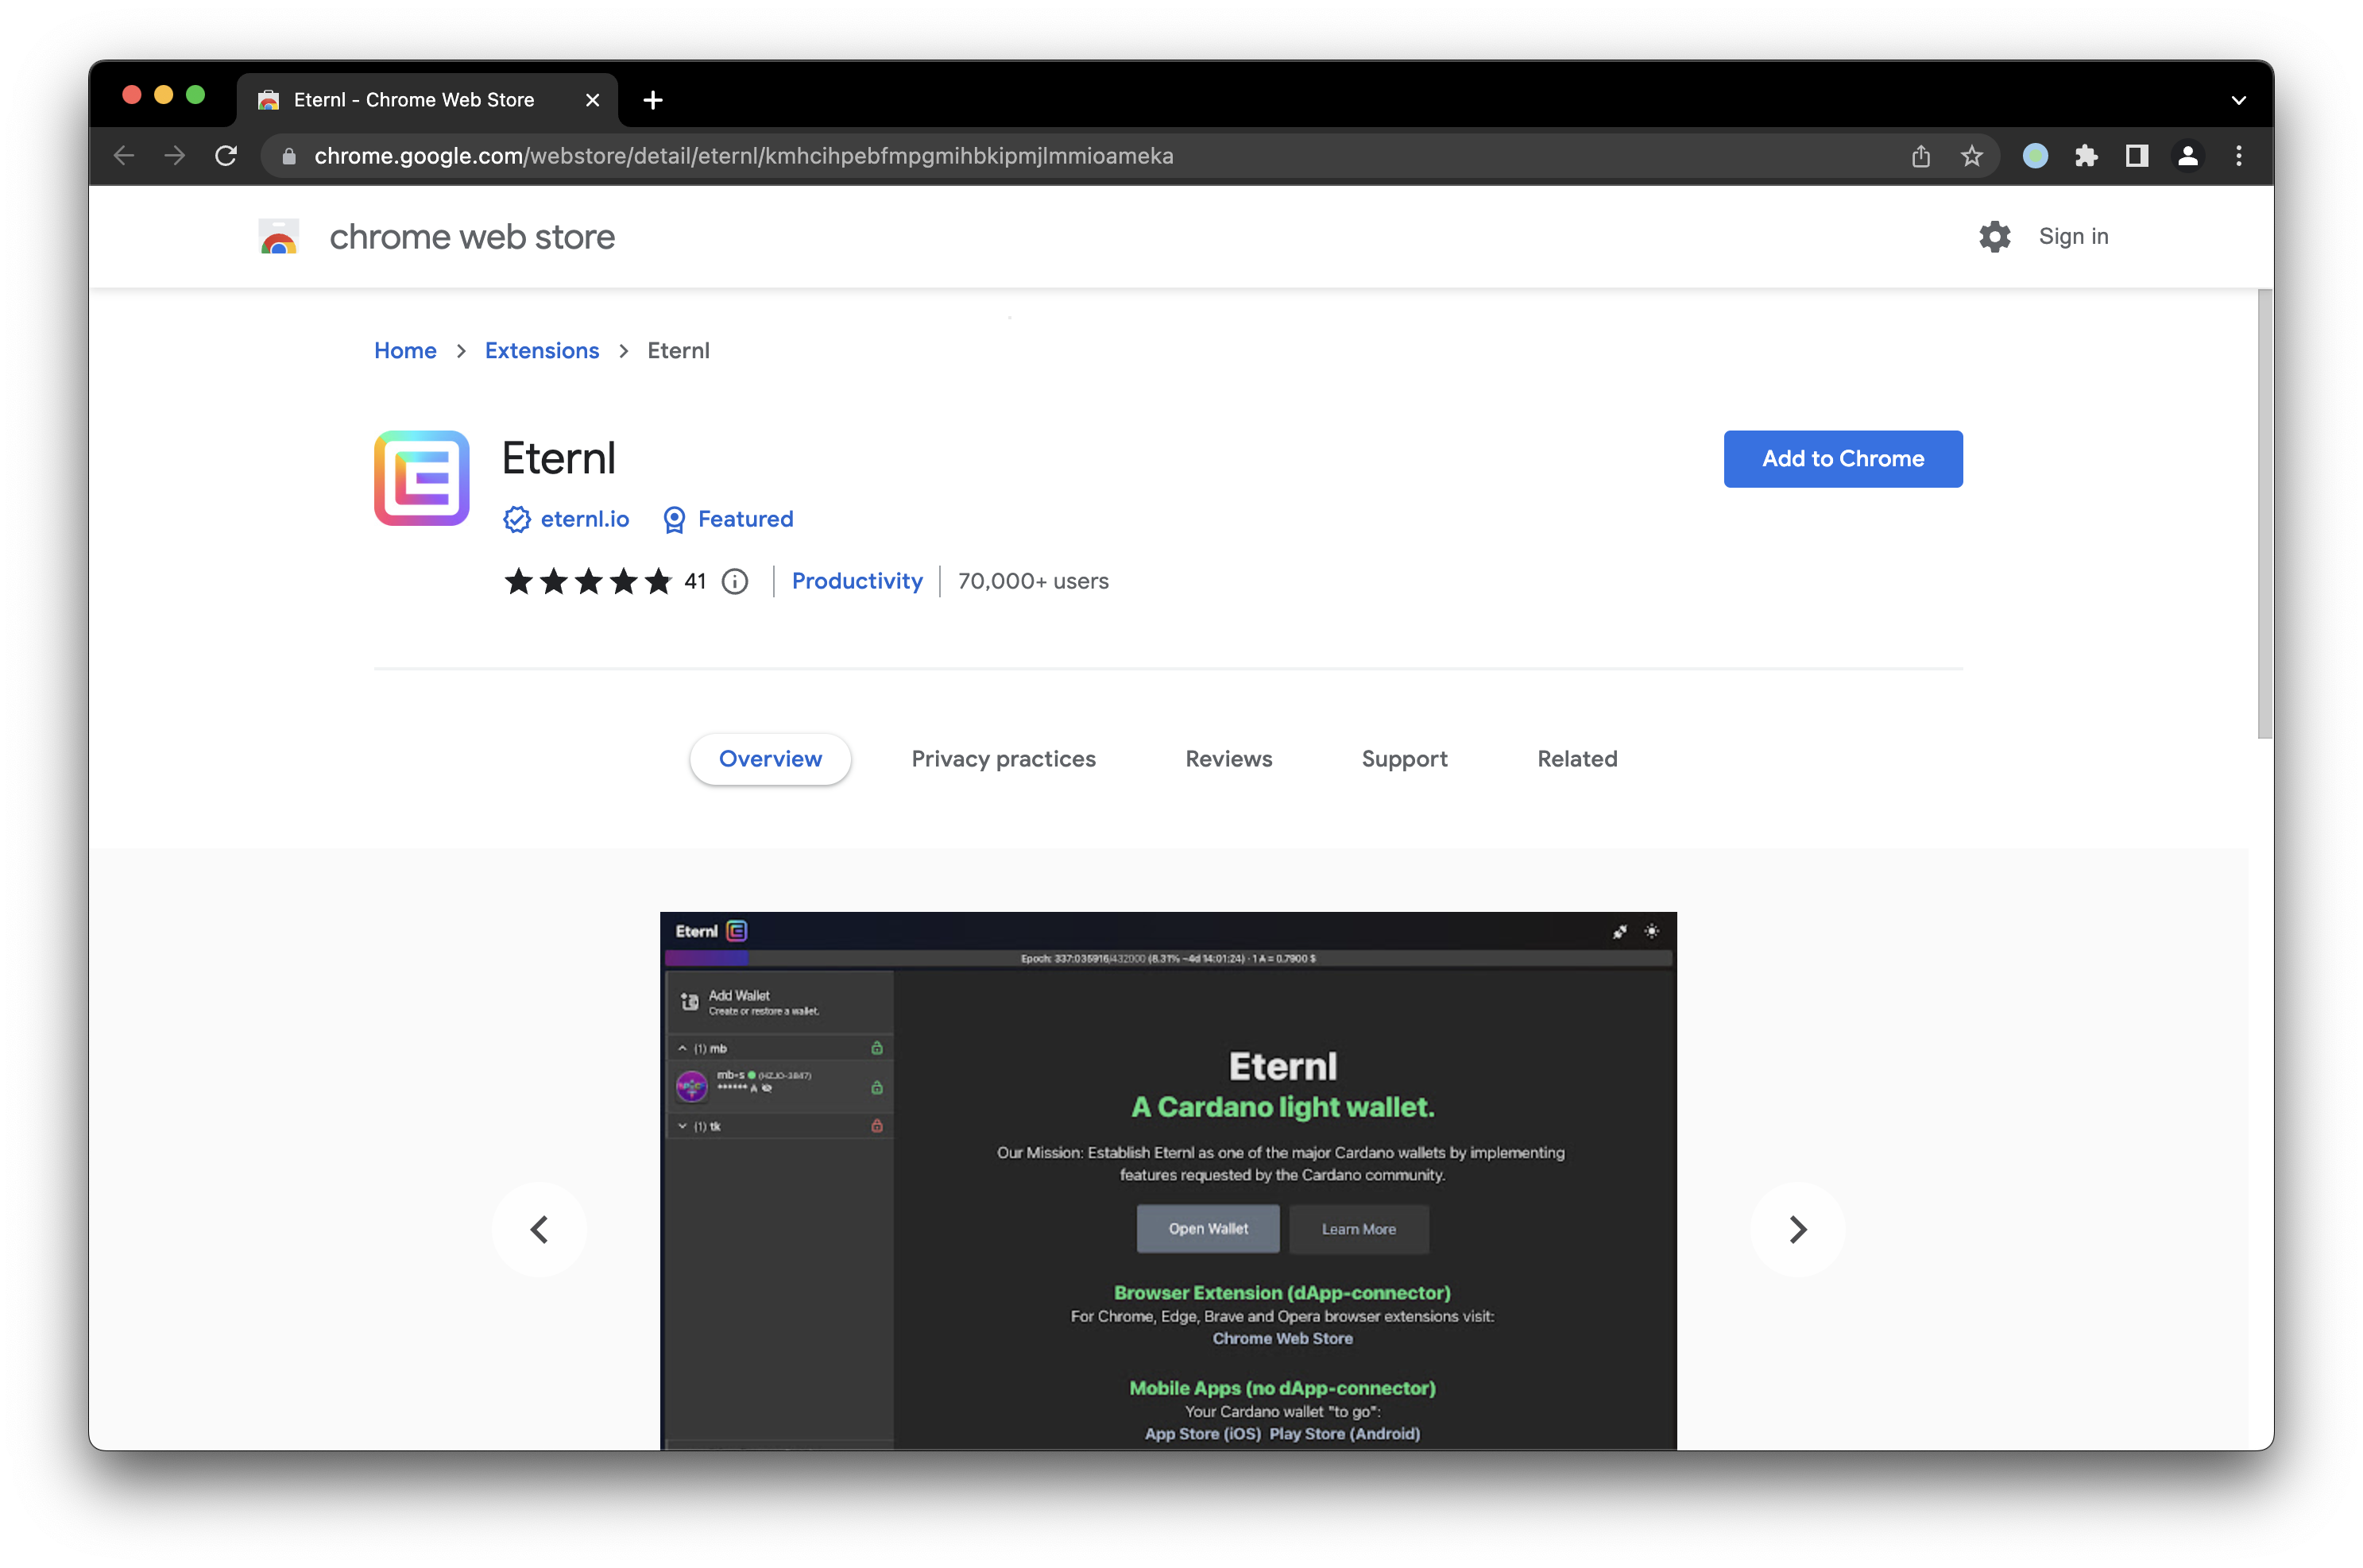 Eternl - Chrome Web Store
chrome.google.com/webstore/detail/eternl/kmhcihpebfmpgmihbkipmjlmmioameka
chrome web store
Sign in
Home > Extensions > Eternl
Eternl
Add to Chrome
eternl.io Featured
41 Productivity 70,000+ users
Overview Privacy practices Reviews Support Related
Eternl
Epoch: 337:035916/432000 (8.31% ~4d 14:01:24) · 1 A = 0.7900 $
Add Wallet
Create or restore a wallet.
(1) mb
mb-s
****** A
(1) tk
Eternl
A Cardano light wallet.
Our Mission: Establish Eternl as one of the major Cardano wallets by implementing
features requested by the Cardano community.
Open Wallet Learn More
Browser Extension (dApp-connector)
For Chrome, Edge, Brave and Opera browser extensions visit:
Chrome Web Store
Mobile Apps (no dApp-connector)
Your Cardano wallet "to go":
App Store (iOS) Play Store (Android)